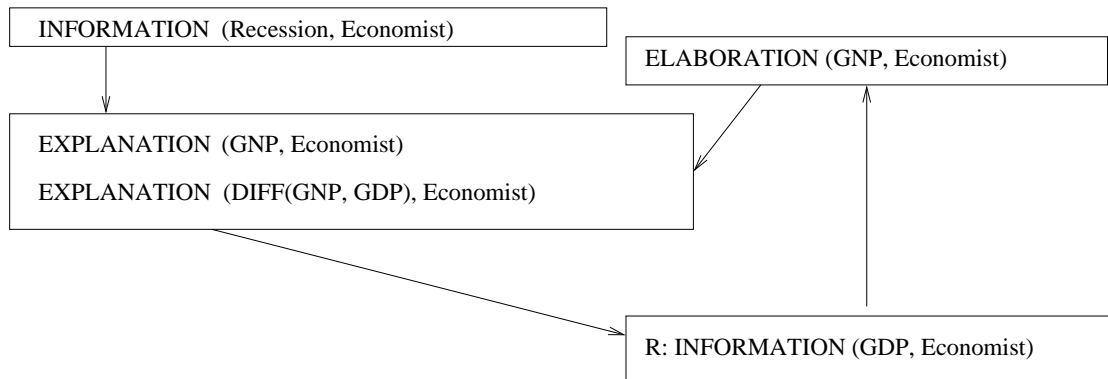 INFORMATION (Recession, Economist)
ELABORATION (GNP, Economist)
EXPLANATION (GNP, Economist)
EXPLANATION (DIFF(GNP, GDP), Economist)
R: INFORMATION (GDP, Economist)